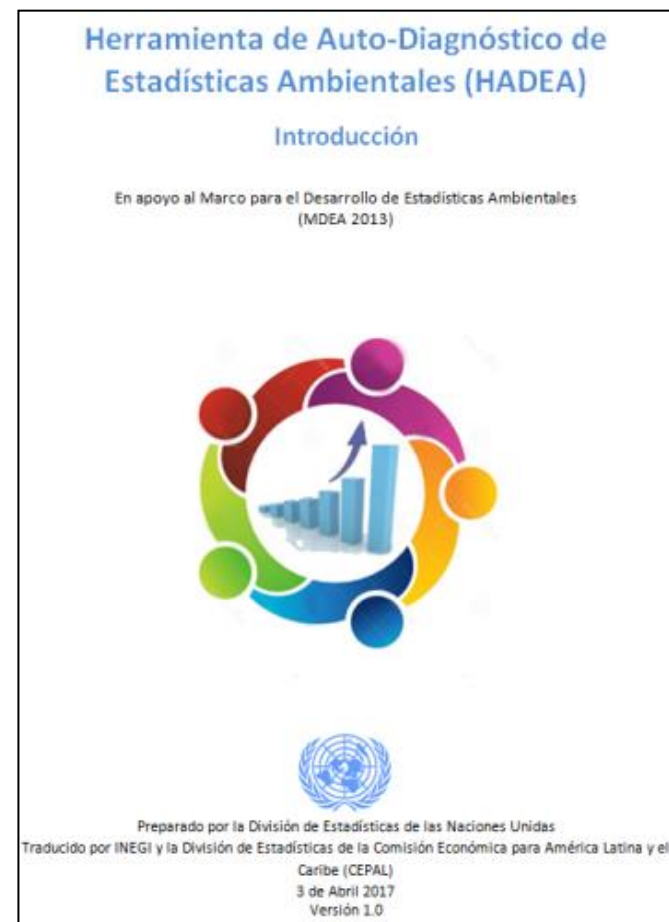 Herramienta de Auto-Diagnóstico de
Estadísticas Ambientales (HADEA)
Introducción
En apoyo al Marco para el Desarrollo de Estadísticas Ambientales
(MDEA 2013)
Preparado por la División de Estadísticas de las Naciones Unidas
Traducido por INEGI y la División de Estadísticas de la Comisión Económica para América Latina y el
Caribe (CEPAL)
3 de Abril 2017
Versión 1.0